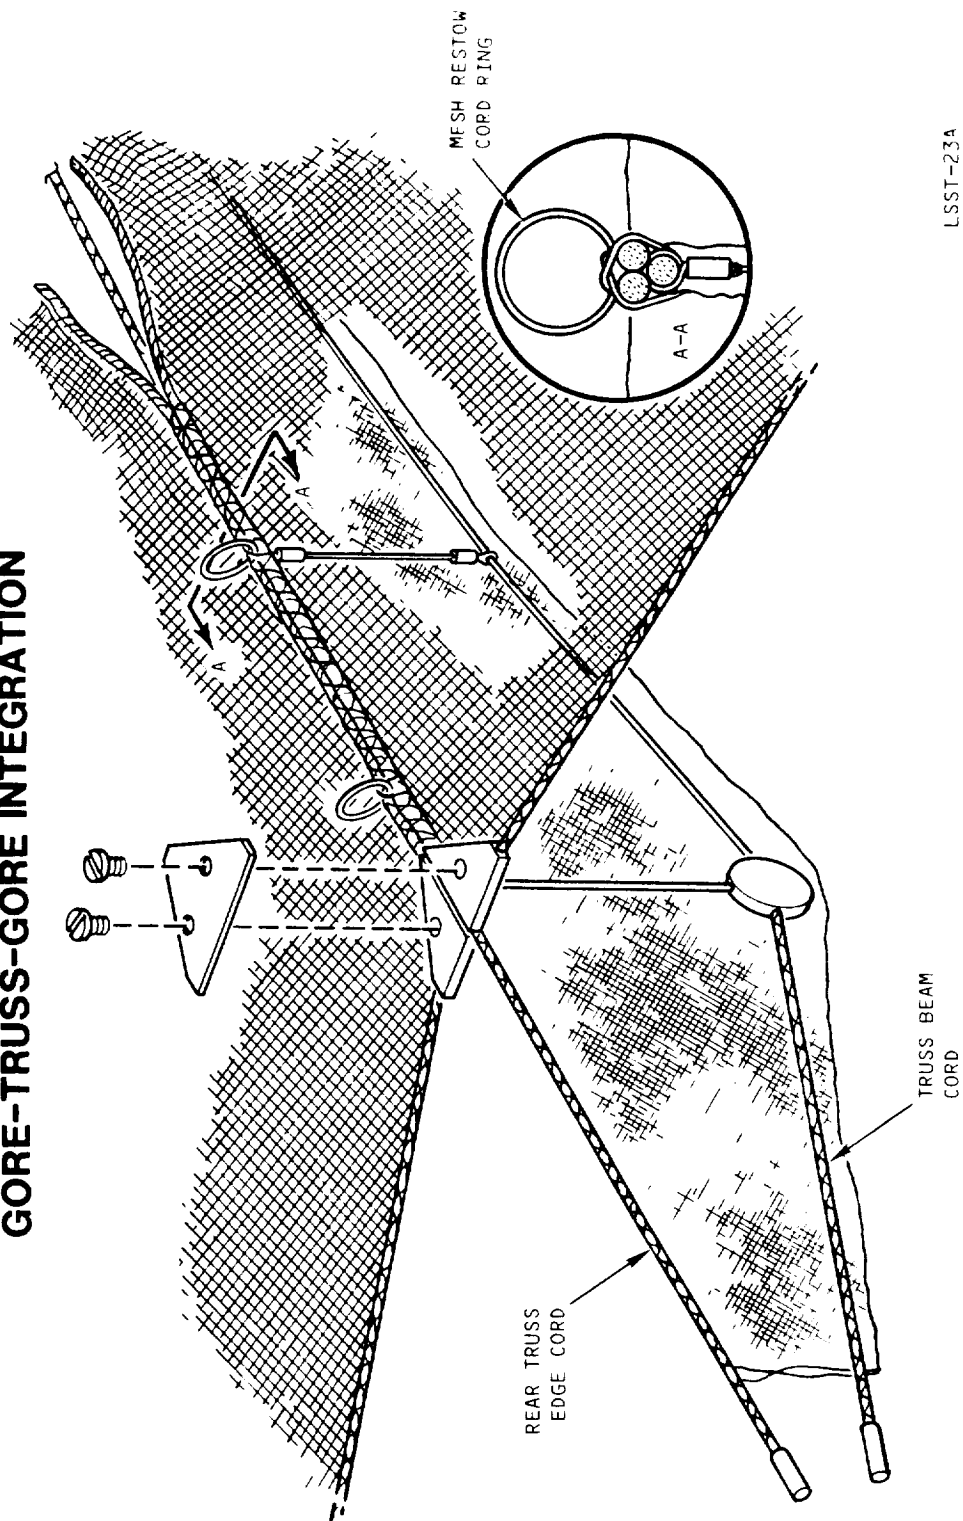 GORE-TRUSS-GORE INTEGRATION
MESH RESTOW
CORD RING
A
A
A-A
REAR TRUSS
EDGE CORD
TRUSS BEAM
CORD
LSST-23A